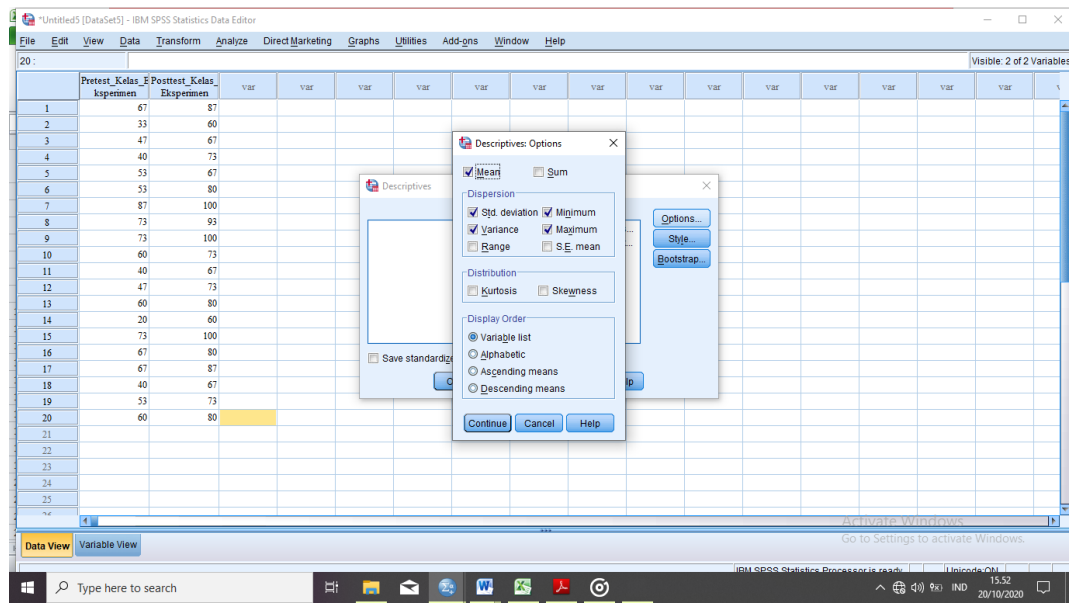 *Untitled5 [DataSet5] - IBM SPSS Statistics Data Editor
File Edit View Data Transform Analyze Direct Marketing Graphs Utilities Add-ons Window Help
20 : Visible: 2 of 2 Variables
Pretest_Kelas_E Posttest_Kelas_
ksperimen Eksperimen var var var var var var var var var var var var var var
1 67 87
2 33 60
3 47 67
4 40 73
5 53 67
6 53 80
7 87 100
8 73 93
9 73 100
10 60 73
11 40 67
12 47 73
13 60 80
14 20 60
15 73 100
16 67 80
17 67 87
18 40 67
19 53 73
20 60 80
21
22
23
24
25
26
Descriptives
Options...
Style...
Bootstrap...
Save standardize
Descriptives: Options
Mean Sum
Dispersion
Std. deviation Minimum
Variance Maximum
Range S.E. mean
Distribution
Kurtosis Skewness
Display Order
Variable list
Alphabetic
Ascending means
Descending means
Continue Cancel Help
Activate Windows
Go to Settings to activate Windows.
Data View Variable View
IBM SPSS Statistics Processor is ready Unicode:ON
Type here to search
IND
15.52
20/10/2020